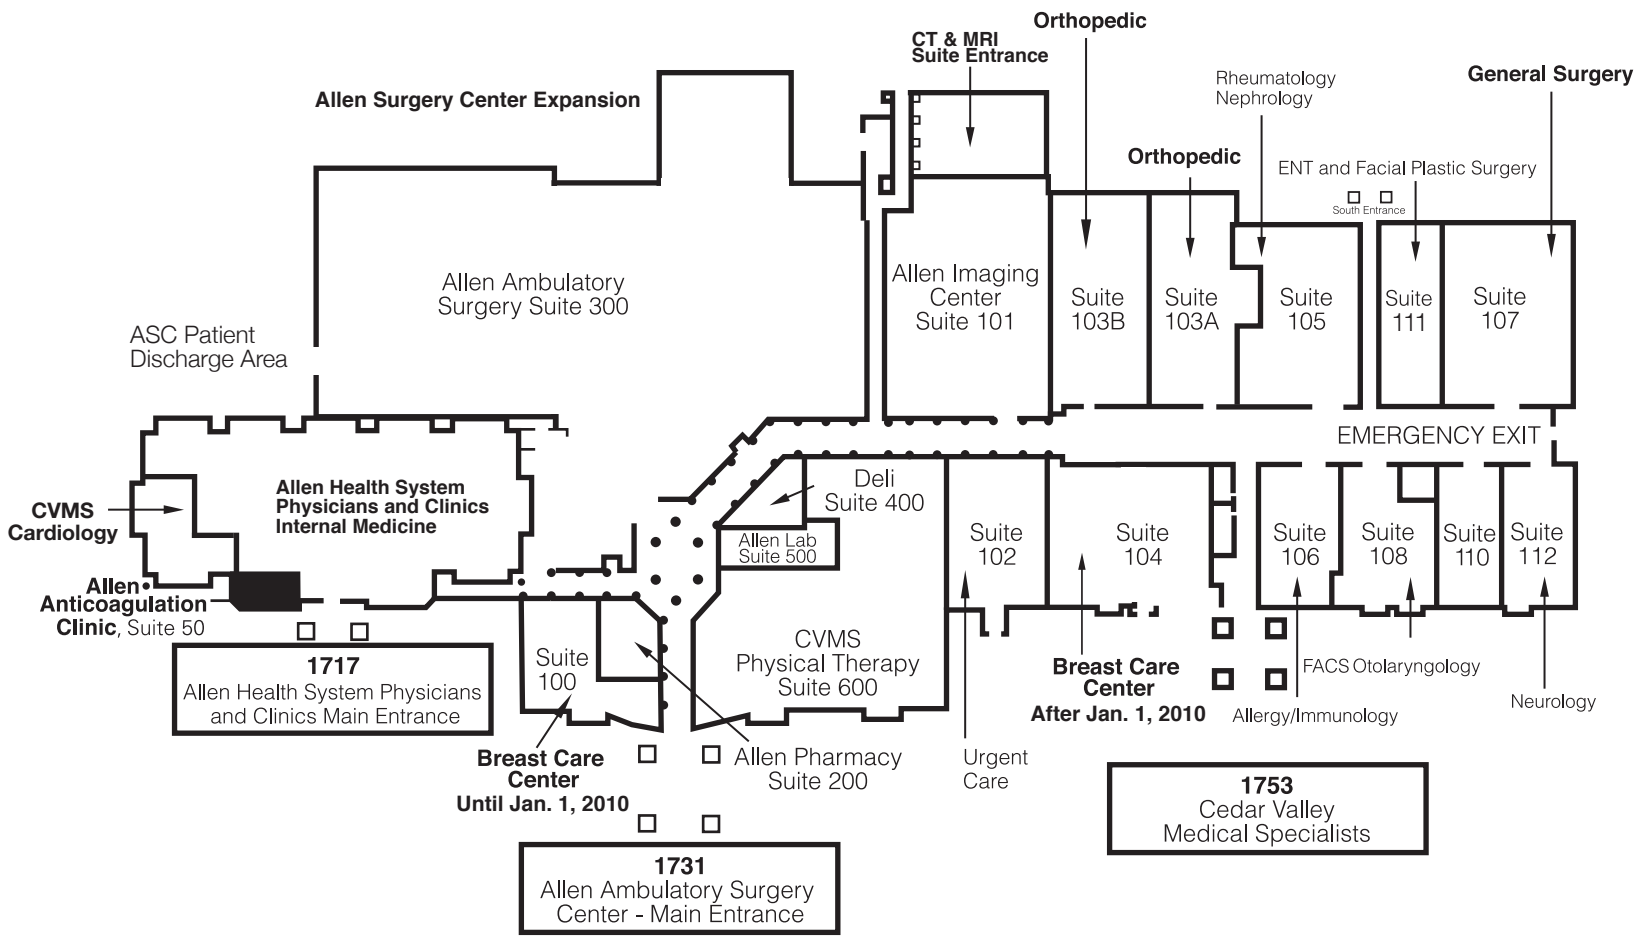 Orthopedic
CT & MRI
Suite Entrance
Rheumatology
Nephrology
General Surgery
Allen Surgery Center Expansion
Orthopedic
ENT and Facial Plastic Surgery
South Entrance
Allen Ambulatory
Surgery Suite 300
Allen Imaging
Center
Suite 101
Suite
103B
Suite
103A
Suite
105
Suite
111
Suite
107
ASC Patient
Discharge Area
EMERGENCY EXIT
Allen Health System
Physicians and Clinics
Internal Medicine
CVMS
Cardiology
Deli
Suite 400
Allen Lab
Suite 500
Suite
102
Suite
104
Suite
106
Suite
108
Suite
110
Suite
112
Allen
Anticoagulation
Clinic, Suite 50
1717
Allen Health System Physicians
and Clinics Main Entrance
Suite
100
CVMS
Physical Therapy
Suite 600
Breast Care
Center
After Jan. 1, 2010
FACS Otolaryngology
Allergy/Immunology
Neurology
Breast Care
Center
Until Jan. 1, 2010
Allen Pharmacy
Suite 200
Urgent
Care
1753
Cedar Valley
Medical Specialists
1731
Allen Ambulatory Surgery
Center - Main Entrance